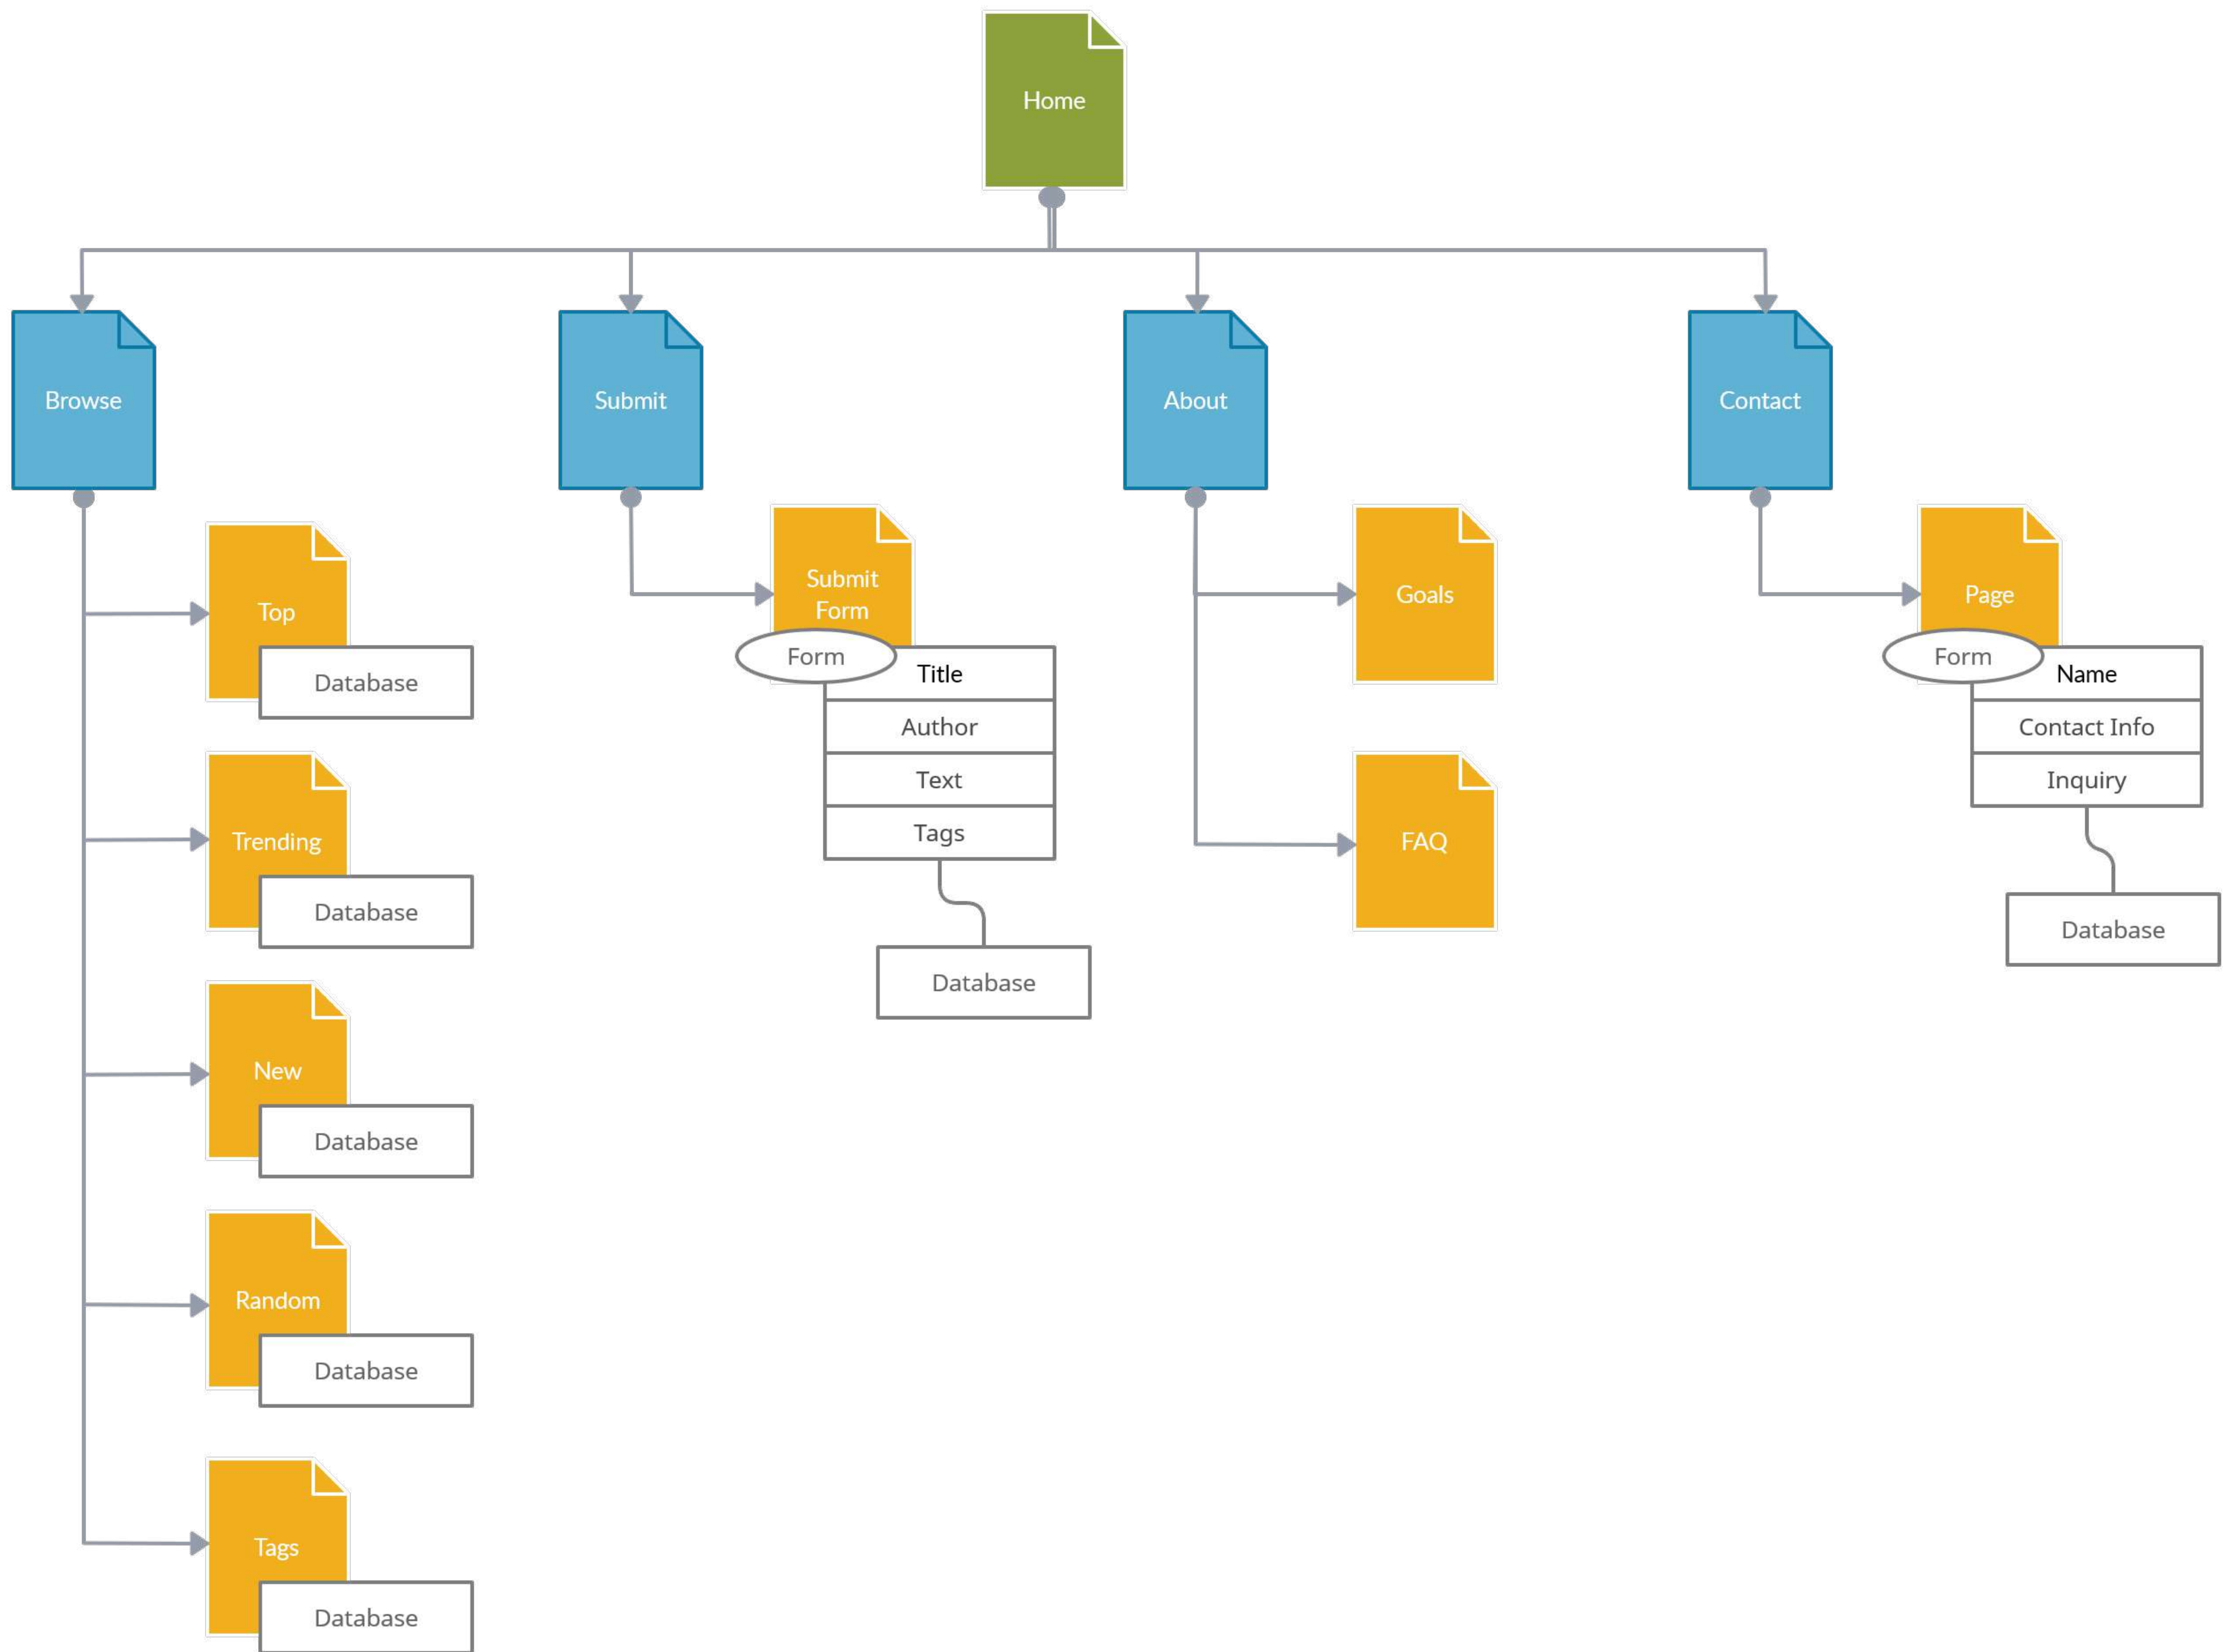 Home
Browse
Submit
About
Contact
Top
Database
Trending
Database
New
Database
Random
Database
Tags
Database
Submit
Form
Form
Title
Author
Text
Tags
Database
Goals
FAQ
Page
Form
Name
Contact Info
Inquiry
Database